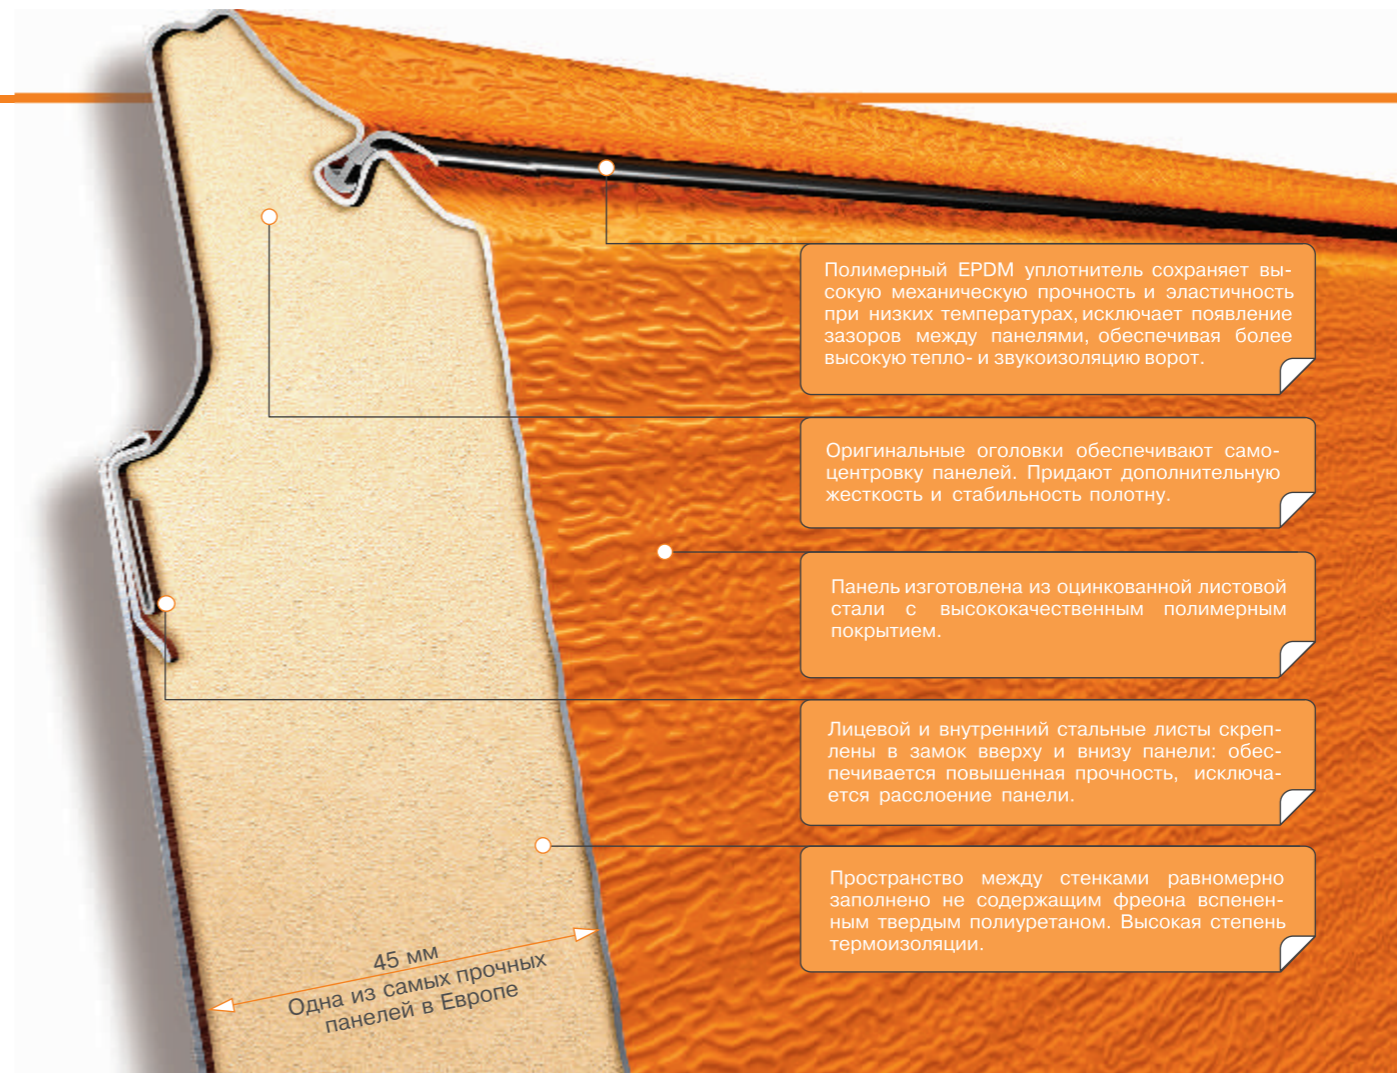 Полимерный EPDM уплотнитель сохраняет вы-
сокую механическую прочность и эластичность
при низких температурах, исключает появление
зазоров между панелями, обеспечивая более
высокую тепло- и звукоизоляцию ворот.
Оригинальные оголовки обеспечивают само-
центровку панелей. Придают дополнительную
жесткость и стабильность полотну.
Панель изготовлена из оцинкованной листовой
стали с высококачественным полимерным
покрытием.
Лицевой и внутренний стальные листы скреп-
лены в замок вверху и внизу панели: обес-
печивается повышенная прочность, исключа-
ется расслоение панели.
Пространство между стенками равномерно
заполнено не содержащим фреона вспенен-
ным твердым полиуретаном. Высокая степень
термоизоляции.
45 мм
Одна из самых прочных
панелей в Европе